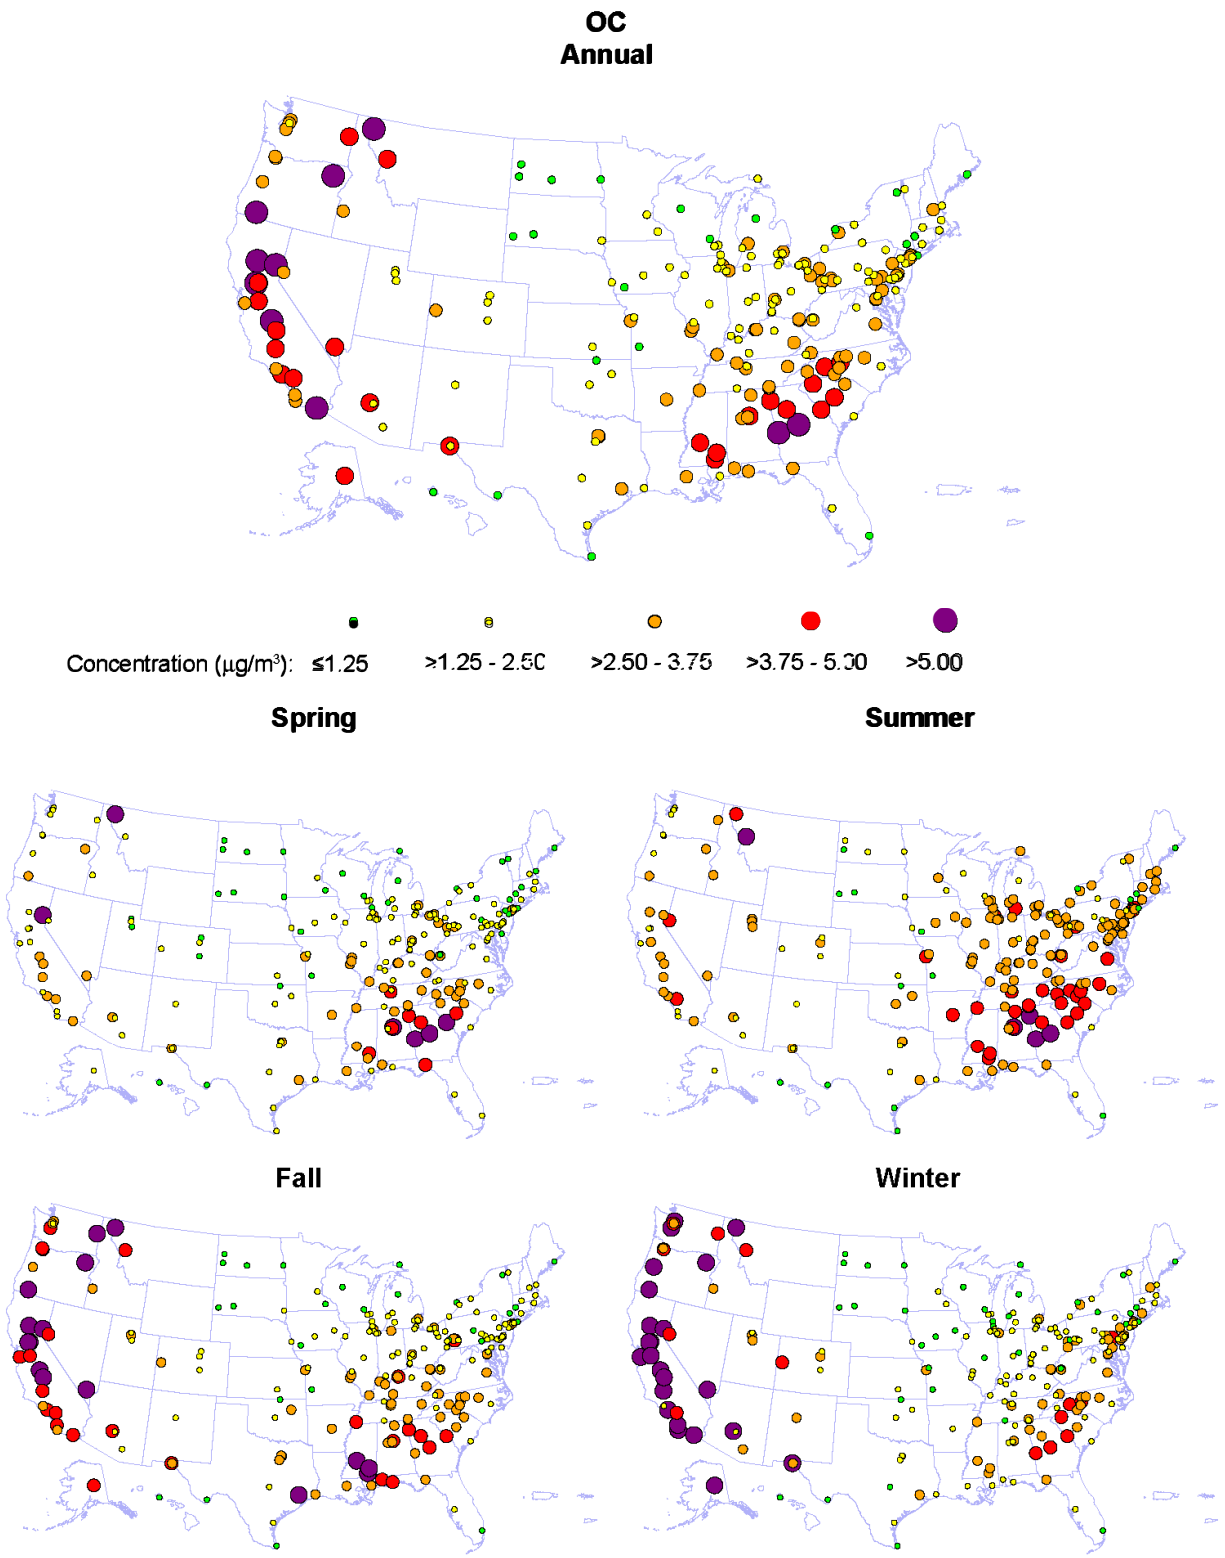 OC
Annual
Concentration (µg/m³): ≤1.25 >1.25 - 2.50 >2.50 - 3.75 >3.75 - 5.00 >5.00
Spring Summer
Fall Winter